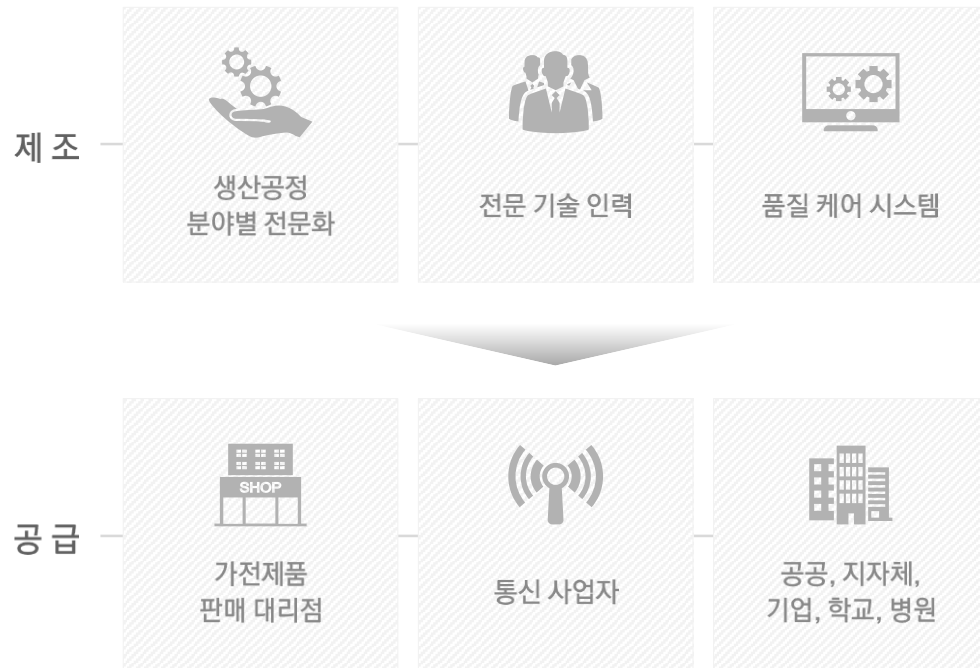 제조
생산공정
분야별 전문화
전문 기술 인력
품질 케어 시스템
공급
SHOP
가전제품
판매 대리점
통신 사업자
공공, 지자체,
기업, 학교, 병원